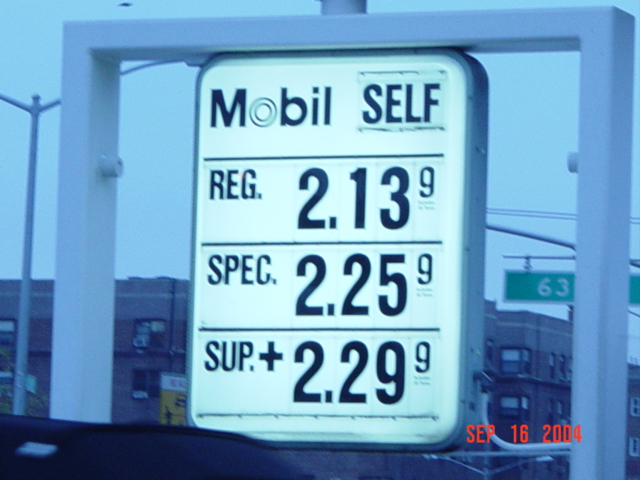 Mobil SELF
REG. 2.13 9
SPEC. 2.25 9
SUP.+ 2.29 9
63
SEP 16 2004